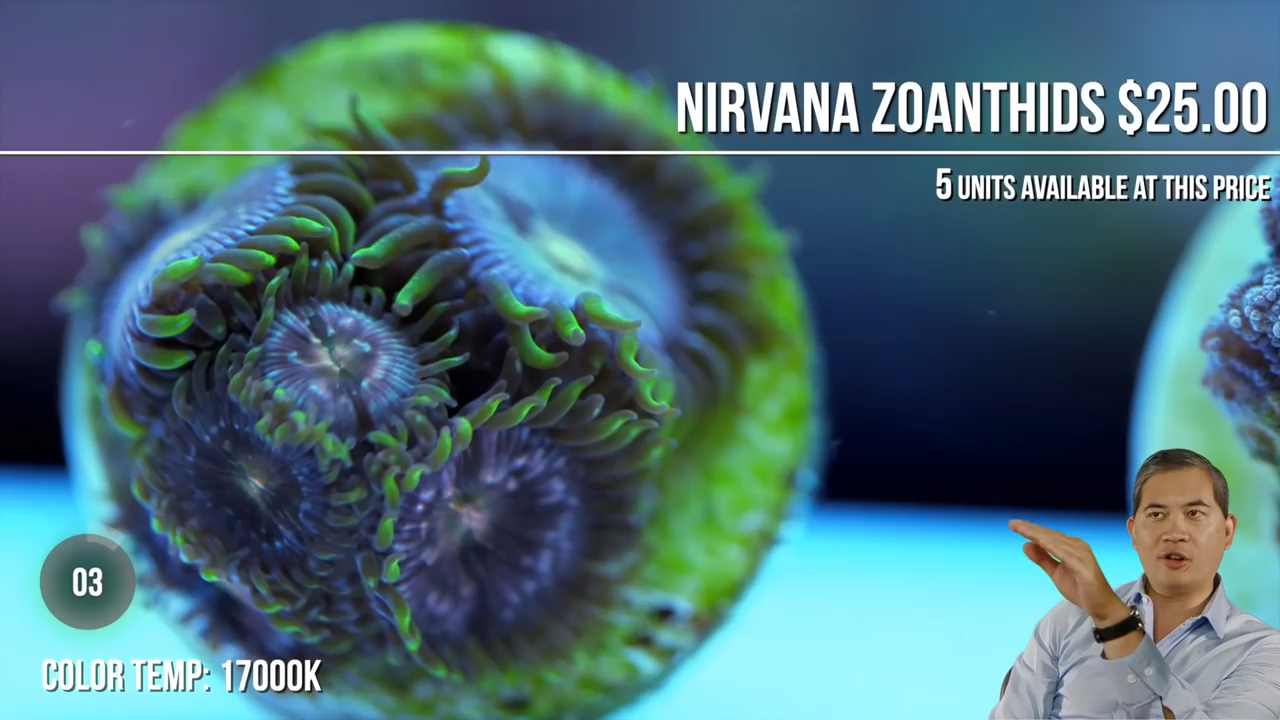 NIRVANA ZOANTHIDS $25.00
5 UNITS AVAILABLE AT THIS PRICE
03
COLOR TEMP: 17000K